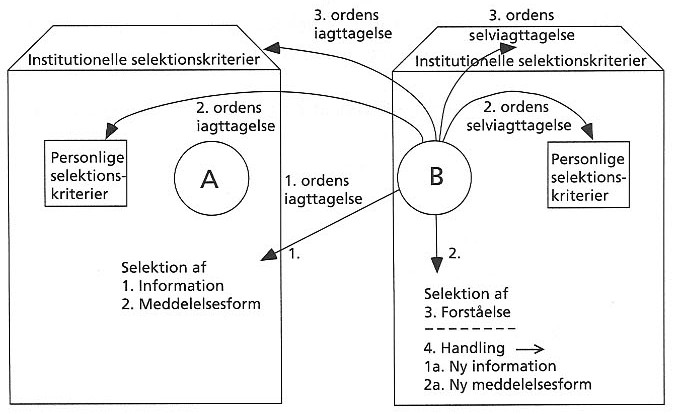 3. ordens
iagttagelse
3. ordens
selviagttagelse
Institutionelle selektionskriterier
Institutionelle selektionskriterier
2. ordens
iagttagelse
2. ordens
selviagttagelse
Personlige
selektions-
kriterier
A
1. ordens
iagttagelse
B
Personlige
selektions-
kriterier
1.
2.
Selektion af
1. Information
2. Meddelelsesform
Selektion af
3. Forståelse
4. Handling
1a. Ny information
2a. Ny meddelelsesform